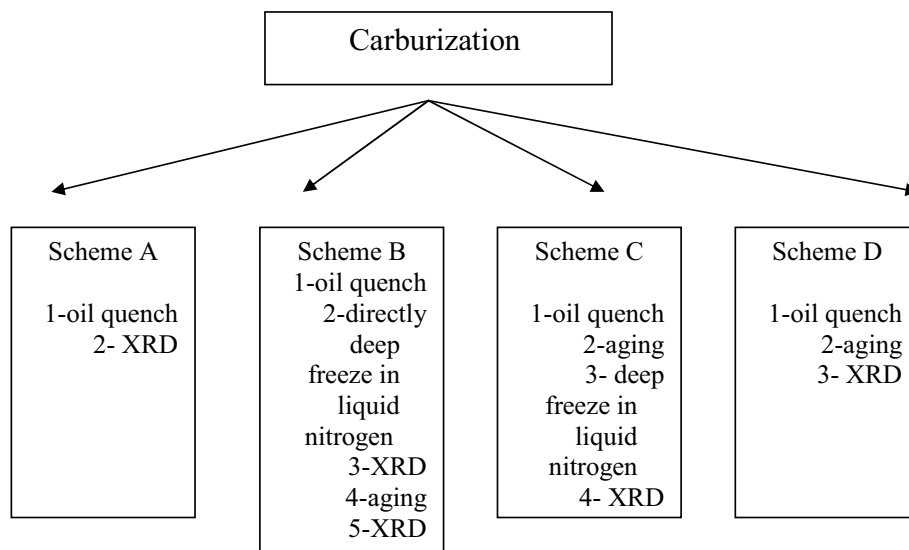 Carburization
Scheme A
1-oil quench
2- XRD
Scheme B
1-oil quench
2-directly
deep
freeze in
liquid
nitrogen
3-XRD
4-aging
5-XRD
Scheme C
1-oil quench
2-aging
3- deep
freeze in
liquid
nitrogen
4- XRD
Scheme D
1-oil quench
2-aging
3- XRD